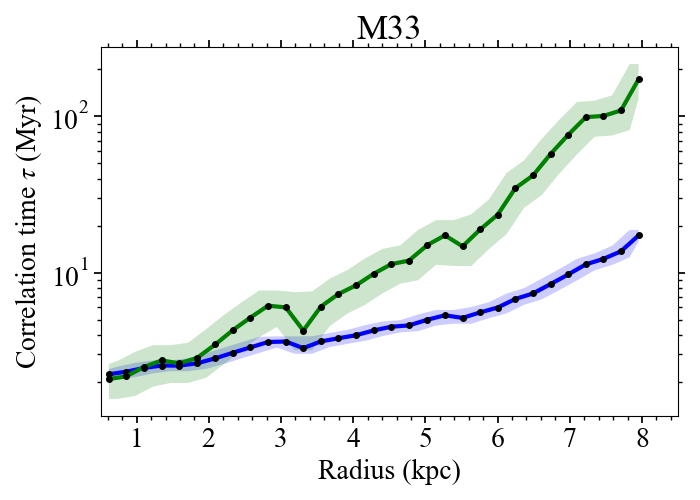 M33
Correlation time τ (Myr)
10²
10¹
1 2 3 4 5 6 7 8
Radius (kpc)